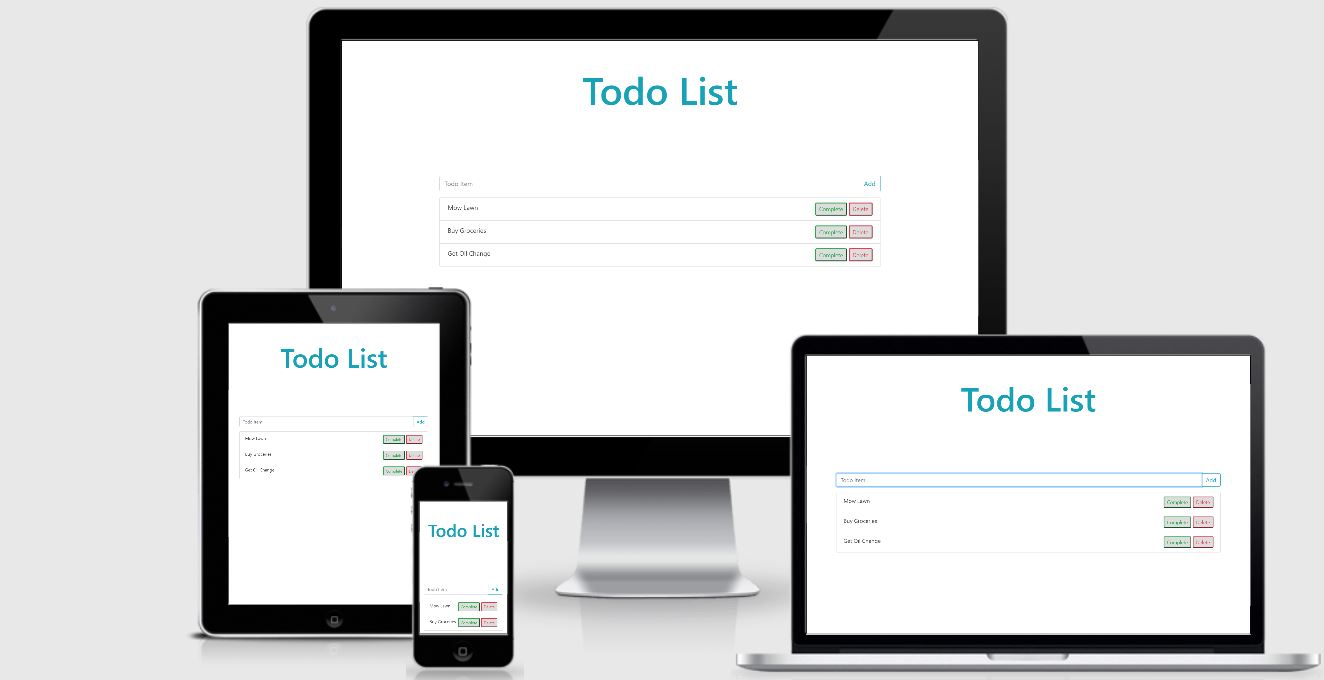 Todo List
Todo Item Add
Mow Lawn Complete Delete
Buy Groceries Complete Delete
Get Oil Change Complete Delete
Todo List
Todo Item Add
Mow Lawn Complete
Buy Groceries Complete
Get Oil Change Complete
Todo List
Todo Item Add
Mow Lawn Complete Delete
Buy Groceries Complete Delete
Todo List
Todo Item Add
Mow Lawn Complete Delete
Buy Groceries Complete Delete
Get Oil Change Complete Delete